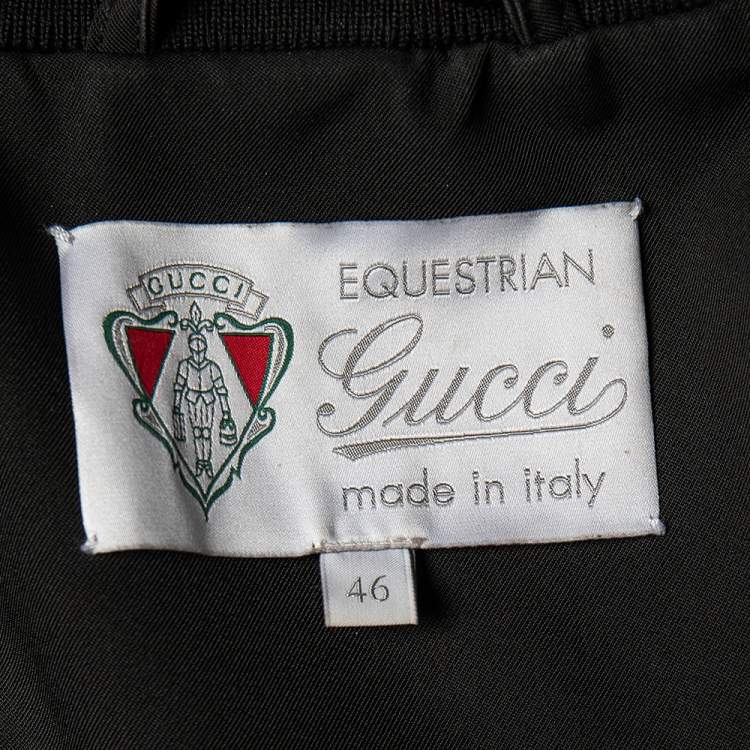 GUCCI
EQUESTRIAN
Gucci
made in italy
46